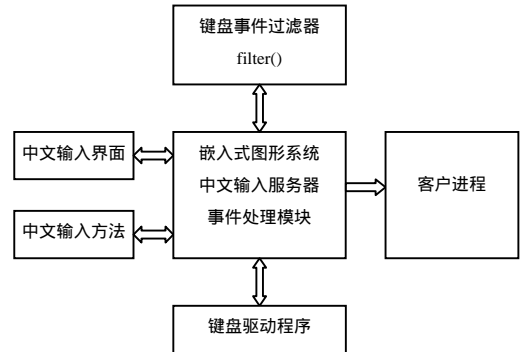 键盘事件过滤器
filter()
中文输入界面
嵌入式图形系统
中文输入服务器
事件处理模块
客户进程
中文输入方法
键盘驱动程序